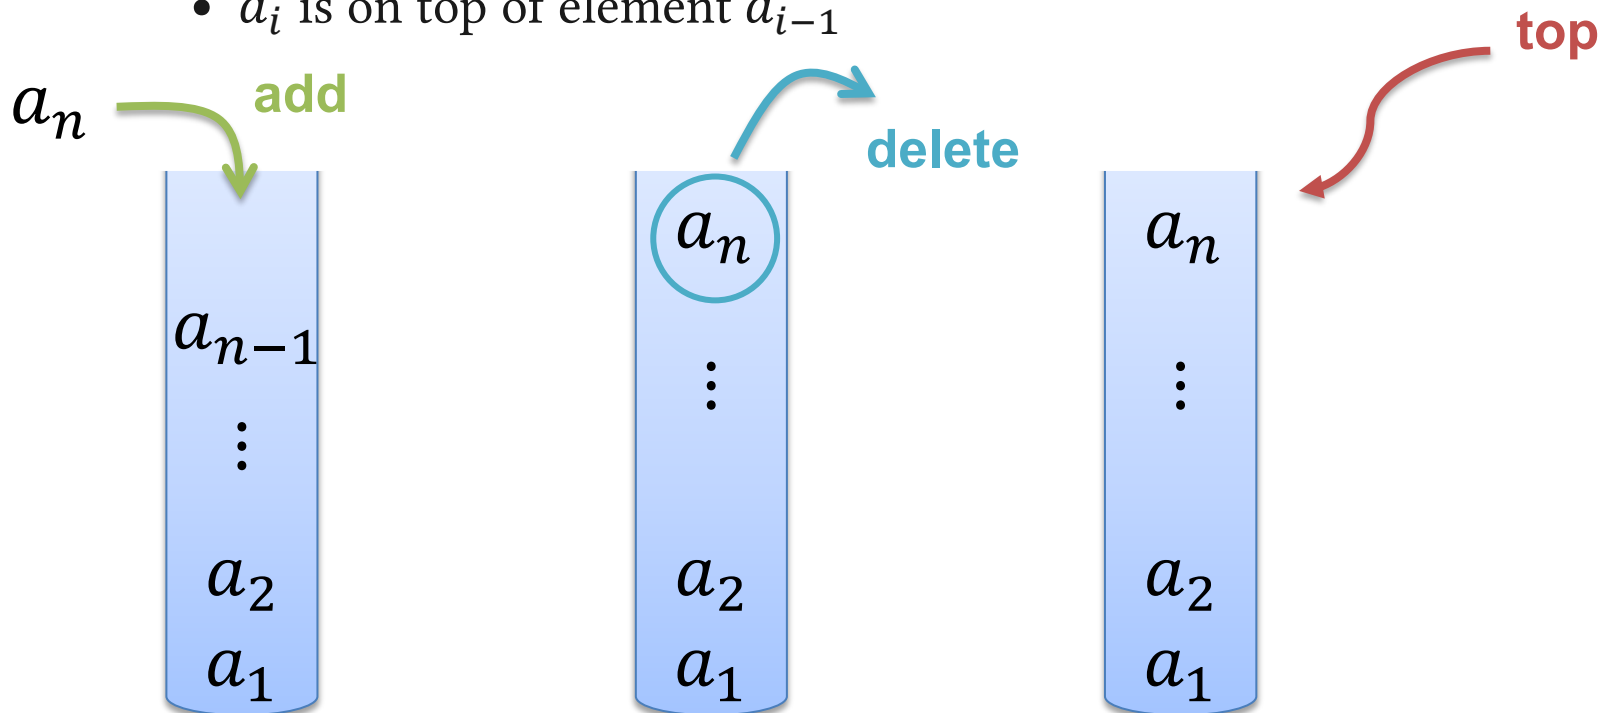 • aᵢ is on top of element aᵢ₋₁
top
aₙ
add
delete
aₙ₋₁
⋮
a₂
a₁
aₙ
⋮
a₂
a₁
aₙ
⋮
a₂
a₁